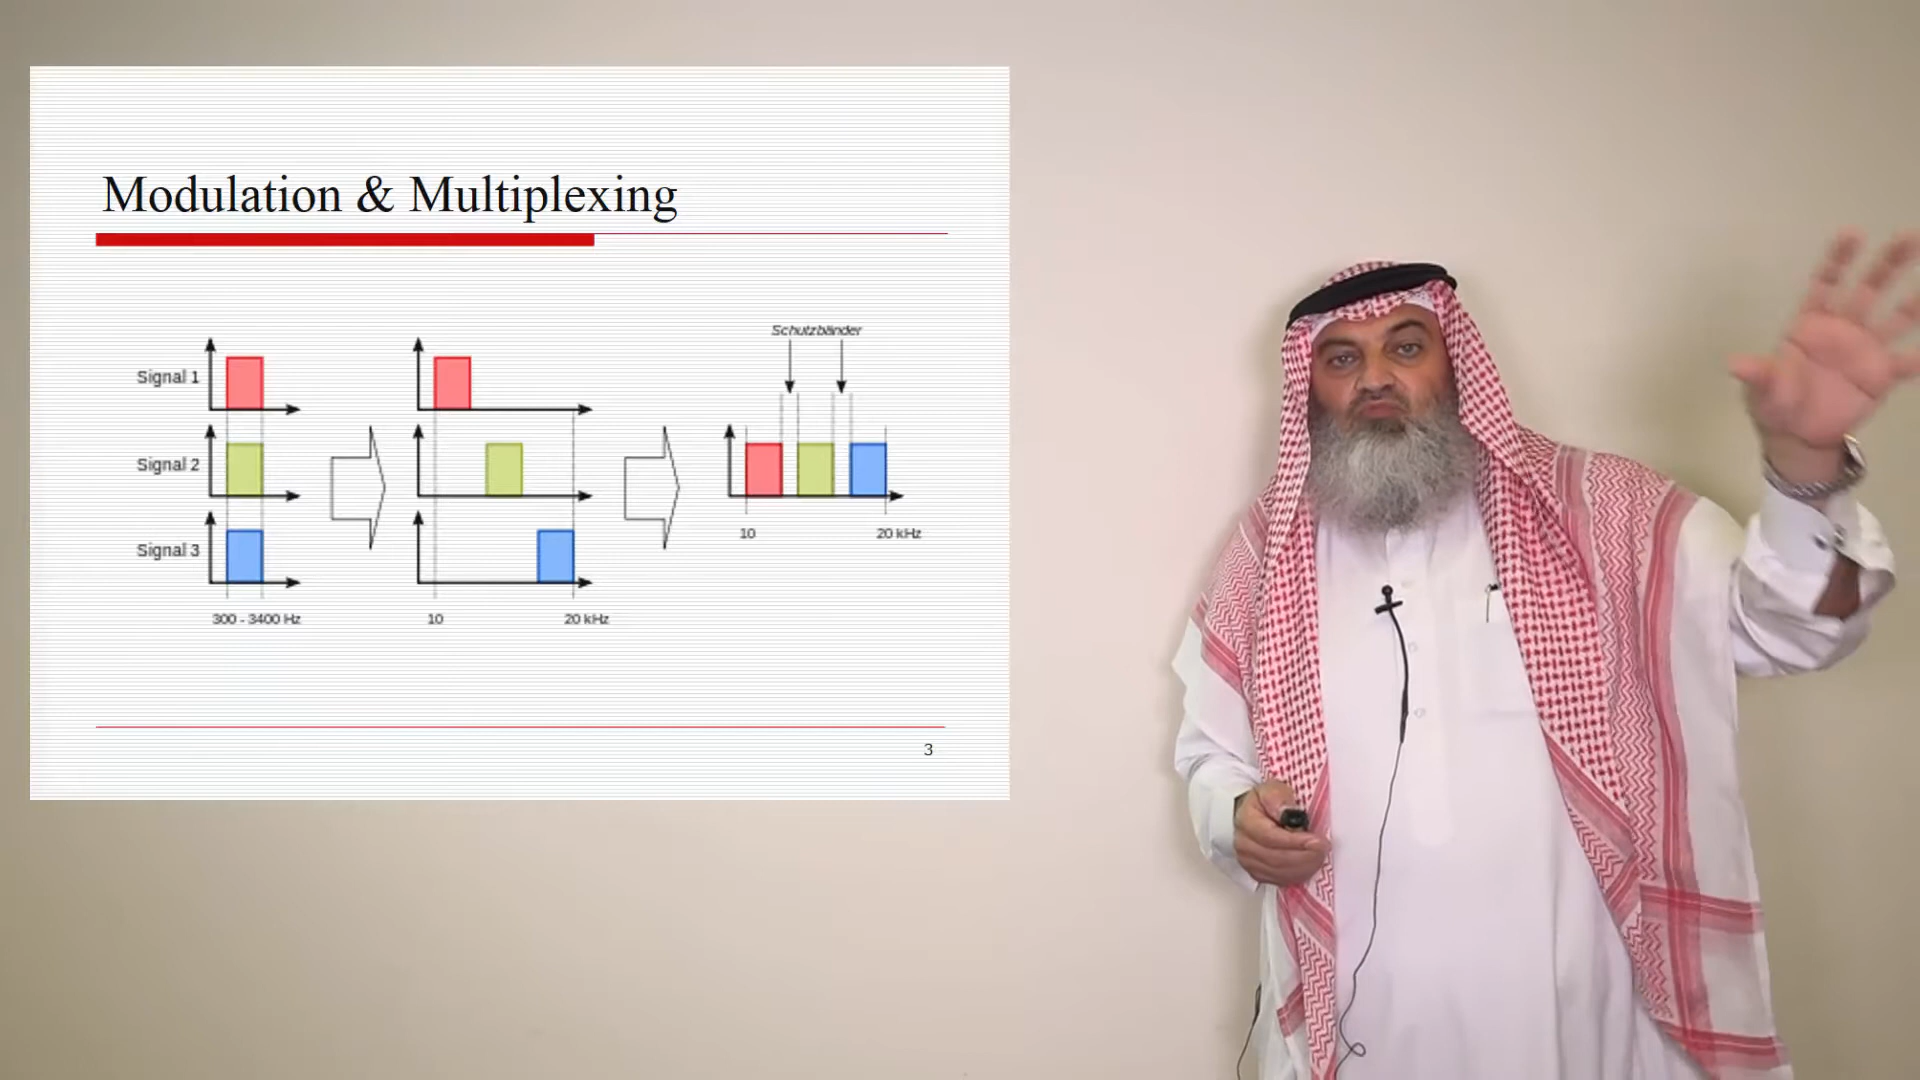 Modulation & Multiplexing
Schutzbänder
Signal 1
Signal 2
Signal 3
300 - 3400 Hz
10
20 kHz
10
20 kHz
3